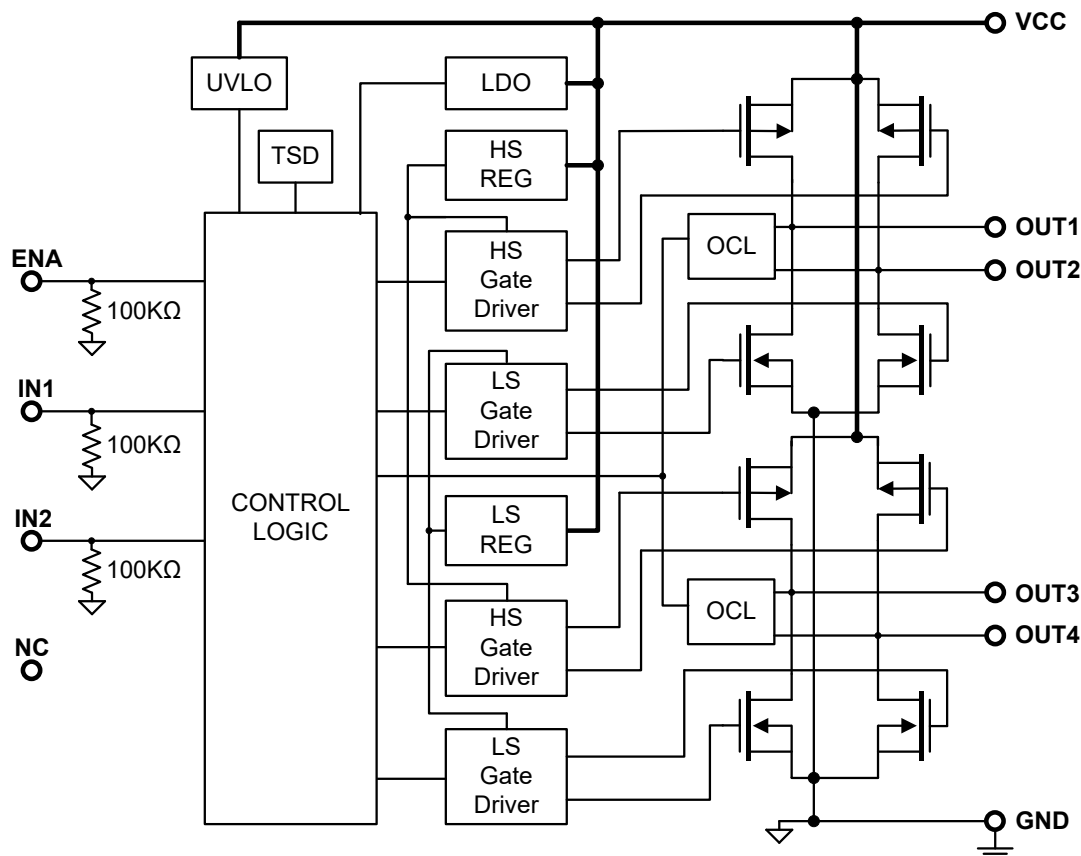 VCC
UVLO
LDO
TSD
HS
REG
HS
Gate
Driver
OCL
OUT1
OUT2
ENA
100KΩ
IN1
100KΩ
LS
Gate
Driver
CONTROL
LOGIC
LS
REG
IN2
100KΩ
NC
HS
Gate
Driver
OCL
OUT3
OUT4
LS
Gate
Driver
GND